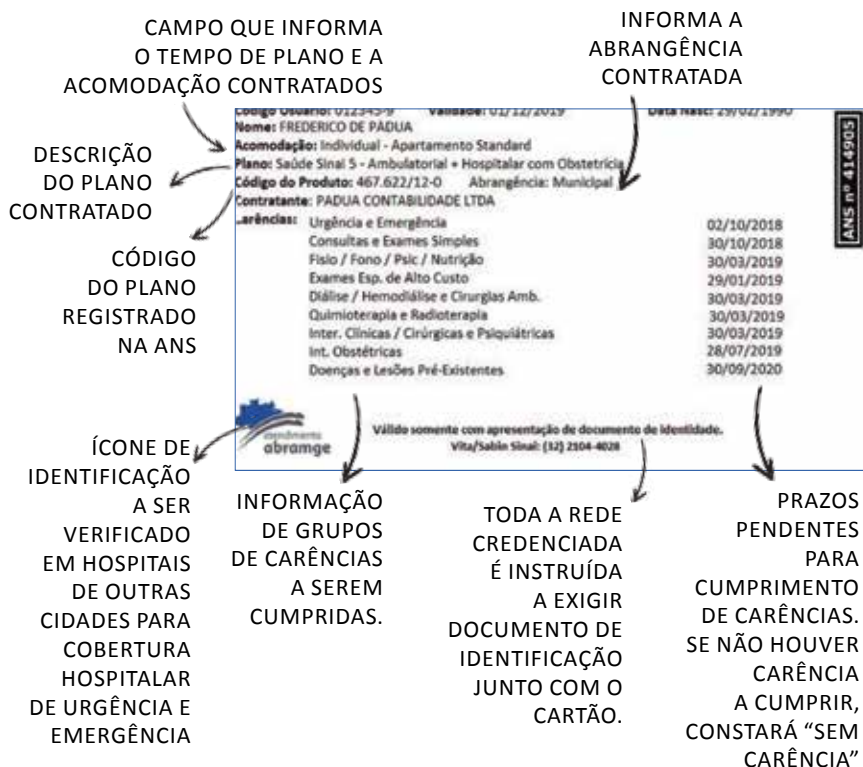 CAMPO QUE INFORMA
O TEMPO DE PLANO E A
ACOMODAÇÃO CONTRATADOS
INFORMA A
ABRANGÊNCIA
CONTRATADA
DESCRIÇÃO
DO PLANO
CONTRATADO
CÓDIGO
DO PLANO
REGISTRADO
NA ANS
Código Usuário: 012345-9 Validade: 01/12/2019 Data Nasc: 29/02/1990
Nome: FREDERICO DE PÁDUA
Acomodação: Individual - Apartamento Standard
Plano: Saúde Sinal 5 - Ambulatorial + Hospitalar com Obstetrícia
Código do Produto: 467.622/12-0 Abrangência: Municipal
Contratante: PADUA CONTABILIDADE LTDA
arências:
Urgência e Emergência 02/10/2018
Consultas e Exames Simples 30/10/2018
Fisio / Fono / Psic / Nutrição 30/03/2019
Exames Esp. de Alto Custo 29/01/2019
Diálise / Hemodiálise e Cirurgias Amb. 30/03/2019
Quimioterapia e Radioterapia 30/03/2019
Inter. Clínicas / Cirúrgicas e Psiquiátricas 30/03/2019
Int. Obstétricas 28/07/2019
Doenças e Lesões Pré-Existentes 30/09/2020
ANS nº 414905
atendimento
abramge
Válido somente com apresentação de documento de identidade.
Vita/Sabin Sinal: (32) 2104-4028
ÍCONE DE
IDENTIFICAÇÃO
A SER
VERIFICADO
EM HOSPITAIS
DE OUTRAS
CIDADES PARA
COBERTURA
HOSPITALAR
DE URGÊNCIA E
EMERGÊNCIA
INFORMAÇÃO
DE GRUPOS
DE CARÊNCIAS
A SEREM
CUMPRIDAS.
TODA A REDE
CREDENCIADA
É INSTRUÍDA
A EXIGIR
DOCUMENTO DE
IDENTIFICAÇÃO
JUNTO COM O
CARTÃO.
PRAZOS
PENDENTES
PARA
CUMPRIMENTO
DE CARÊNCIAS.
SE NÃO HOUVER
CARÊNCIA
A CUMPRIR,
CONSTARÁ “SEM
CARÊNCIA”